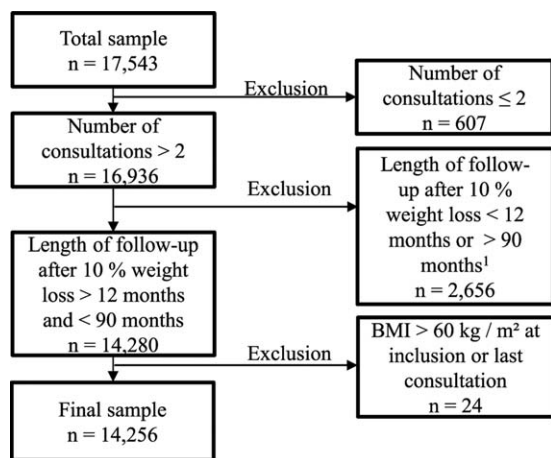 Total sample
n = 17,543
Exclusion
Number of
consultations ≤ 2
n = 607
Number of
consultations > 2
n = 16,936
Exclusion
Length of follow-
up after 10 %
weight loss < 12
months or > 90
months¹
n = 2,656
Length of follow-up
after 10 % weight
loss > 12 months
and < 90 months
n = 14,280
Exclusion
BMI > 60 kg / m² at
inclusion or last
consultation
n = 24
Final sample
n = 14,256